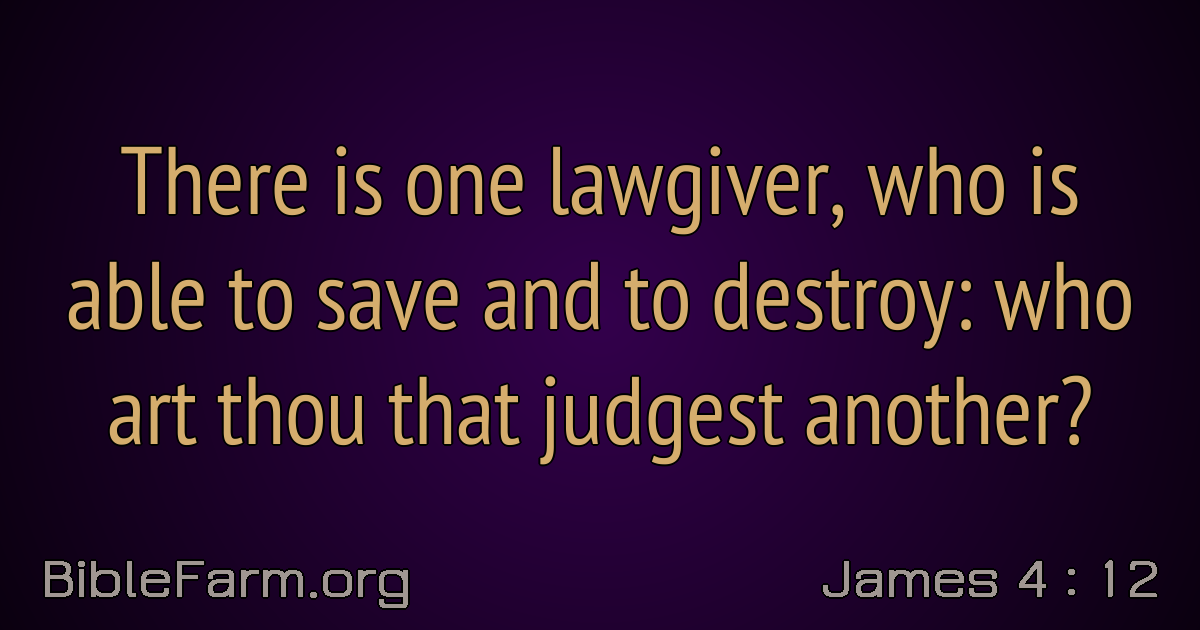 There is one lawgiver, who is
able to save and to destroy: who
art thou that judgest another?
BibleFarm.org
James 4 : 12